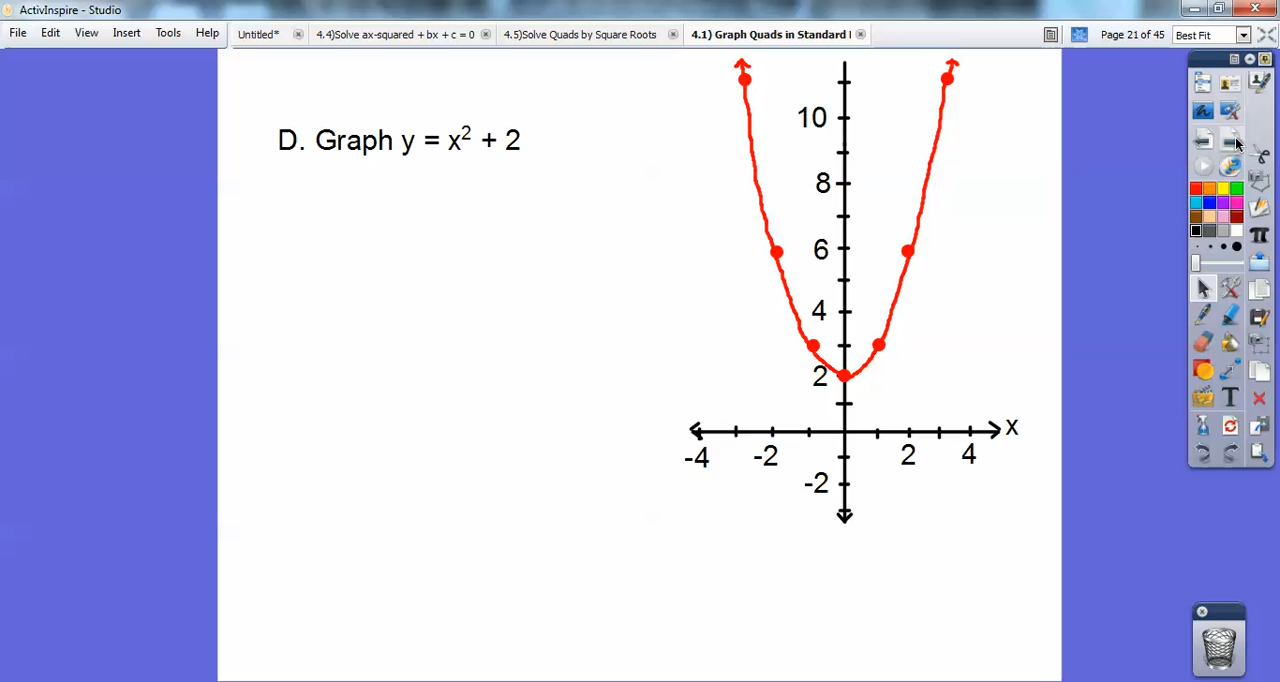 ActivInspire - Studio
File Edit View Insert Tools Help
Untitled* 4.4)Solve ax-squared + bx + c = 0 4.5)Solve Quads by Square Roots 4.1) Graph Quads in Standard
Page 21 of 45 Best Fit
D. Graph y = x² + 2
10
8
6
4
2
x
-4 -2 2 4
-2